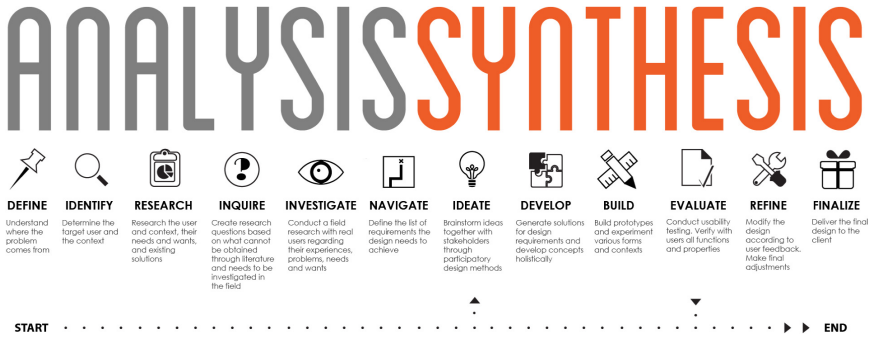 ANALYSISSYNTHESIS
DEFINE
Understand
where the
problem
comes from
IDENTIFY
Determine the
target user and
the context
RESEARCH
Research the user
and context, their
needs and wants,
and existing
solutions
INQUIRE
Create research
questions based
on what cannot
be obtained
through literature
and needs to be
investigated in
the field
INVESTIGATE
Conduct a field
research with real
users regarding
their experiences,
problems, needs
and wants
NAVIGATE
Define the list of
requirements the
design needs to
achieve
IDEATE
Brainstorm ideas
together with
stakeholders
through
participatory
design methods
DEVELOP
Generate solutions
for design
requirements and
develop concepts
holistically
BUILD
Build prototypes
and experiment
various forms
and contexts
EVALUATE
Conduct usability
testing. Verify with
users all functions
and properties
REFINE
Modify the
design
according to
user feedback.
Make final
adjustments
FINALIZE
Deliver the final
design to the
client
START
END